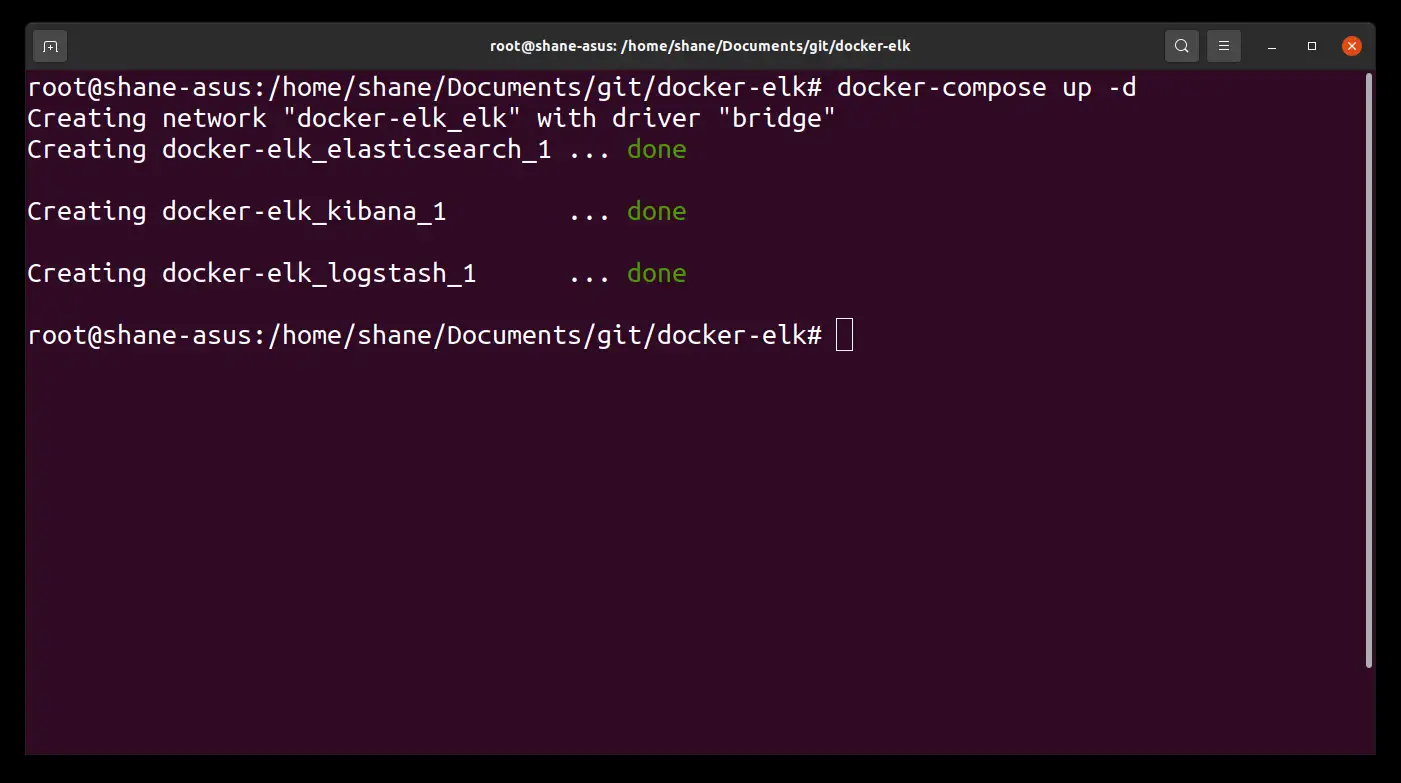 root@shane-asus: /home/shane/Documents/git/docker-elk
root@shane-asus:/home/shane/Documents/git/docker-elk# docker-compose up -d
Creating network "docker-elk_elk" with driver "bridge"
Creating docker-elk_elasticsearch_1 ... done
Creating docker-elk_kibana_1        ... done
Creating docker-elk_logstash_1      ... done
root@shane-asus:/home/shane/Documents/git/docker-elk#